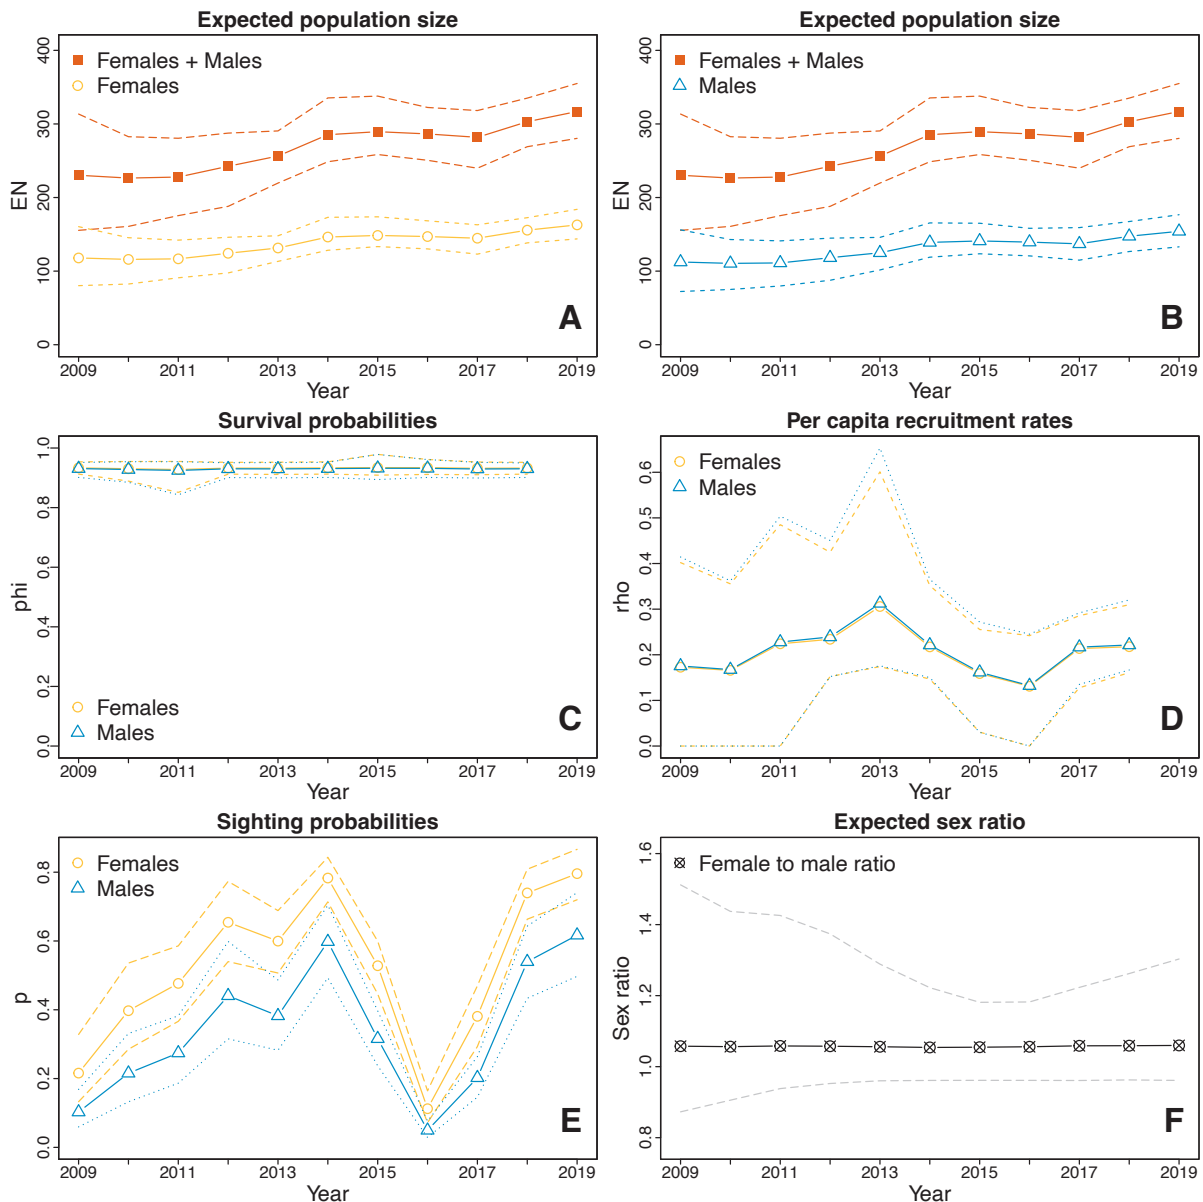 Expected population size
Females + Males
Females
EN
0
100
200
300
400
A
2009
2011
2013
2015
2017
2019
Year
Expected population size
Females + Males
Males
EN
0
100
200
300
400
B
2009
2011
2013
2015
2017
2019
Year
Survival probabilities
phi
0.0
0.2
0.4
0.6
0.8
1.0
Females
Males
C
2009
2011
2013
2015
2017
2019
Year
Per capita recruitment rates
Females
Males
rho
0.0
0.1
0.2
0.3
0.4
0.5
0.6
D
2009
2011
2013
2015
2017
2019
Year
Sighting probabilities
Females
Males
p
0.0
0.2
0.4
0.6
0.8
E
2009
2011
2013
2015
2017
2019
Year
Expected sex ratio
Female to male ratio
Sex ratio
0.8
1.0
1.2
1.4
1.6
F
2009
2011
2013
2015
2017
2019
Year